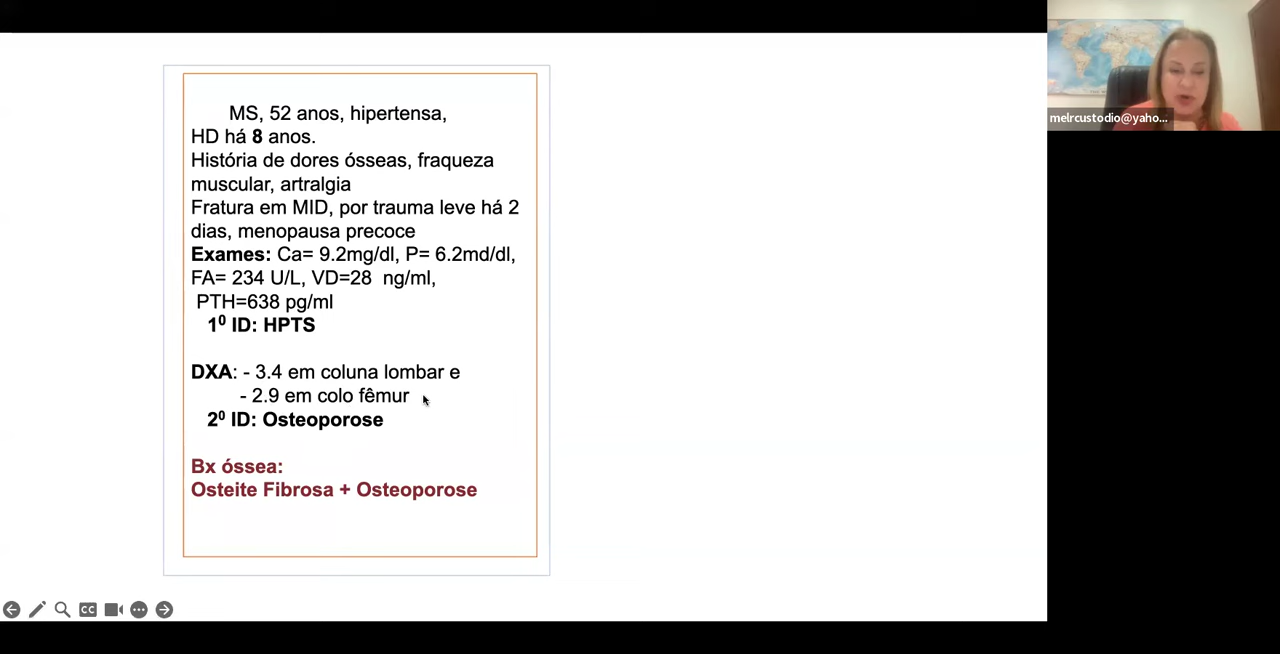 MS, 52 anos, hipertensa,
HD há 8 anos.
História de dores ósseas, fraqueza
muscular, artralgia
Fratura em MID, por trauma leve há 2
dias, menopausa precoce
Exames: Ca= 9.2mg/dl, P= 6.2md/dl,
FA= 234 U/L, VD=28 ng/ml,
PTH=638 pg/ml
1⁰ ID: HPTS
DXA: - 3.4 em coluna lombar e
- 2.9 em colo fêmur
2⁰ ID: Osteoporose
Bx óssea:
Osteite Fibrosa + Osteoporose
CC
melrcustodio@yaho...